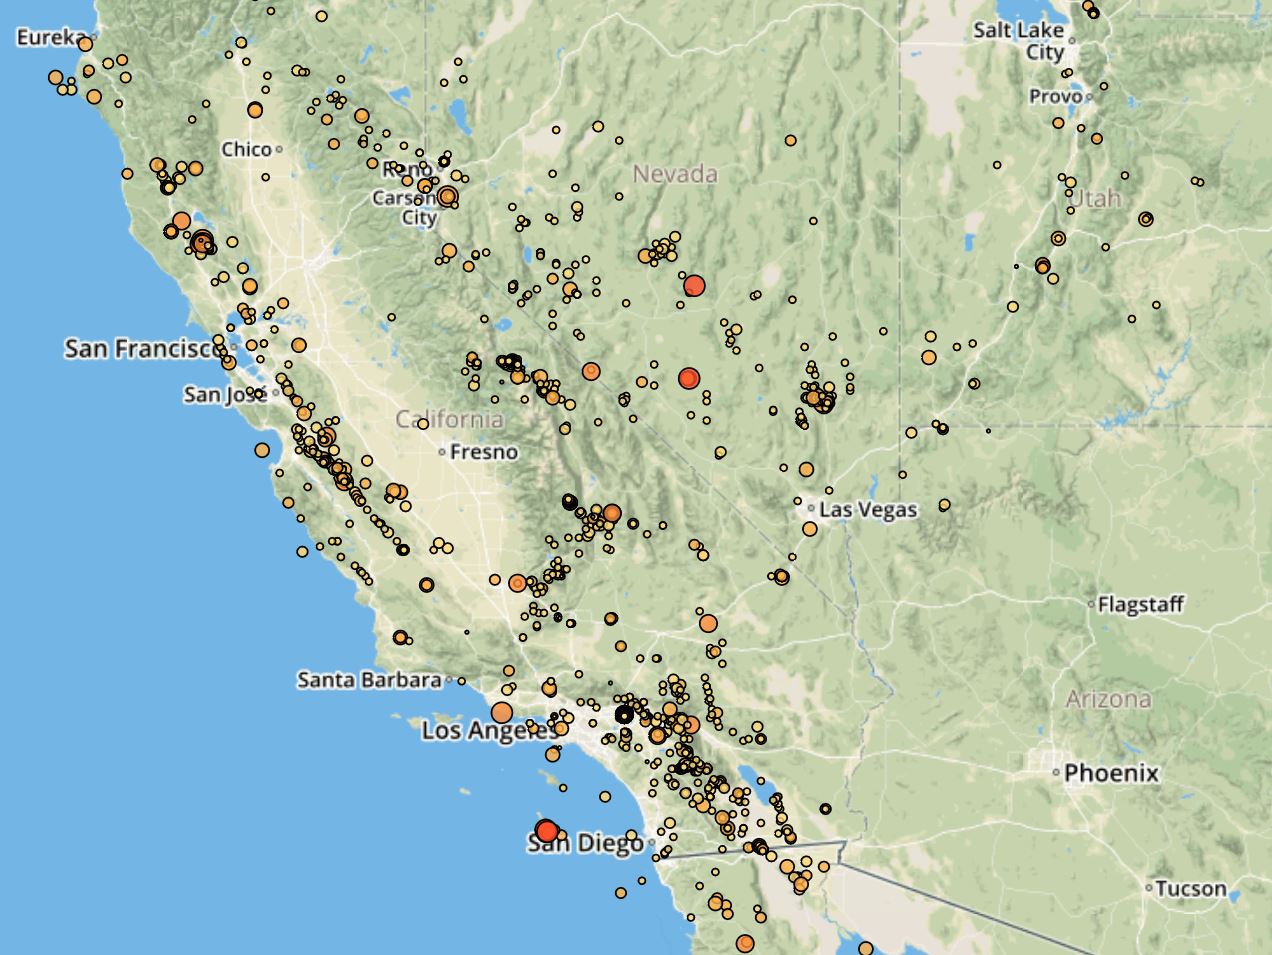 Eureka
Salt Lake
City
Provo
Chico
Reno
Nevada
Carson
City
Utah
San Francisco
San José
California
Fresno
Las Vegas
Flagstaff
Santa Barbara
Arizona
Los Angeles
Phoenix
San Diego
Tucson